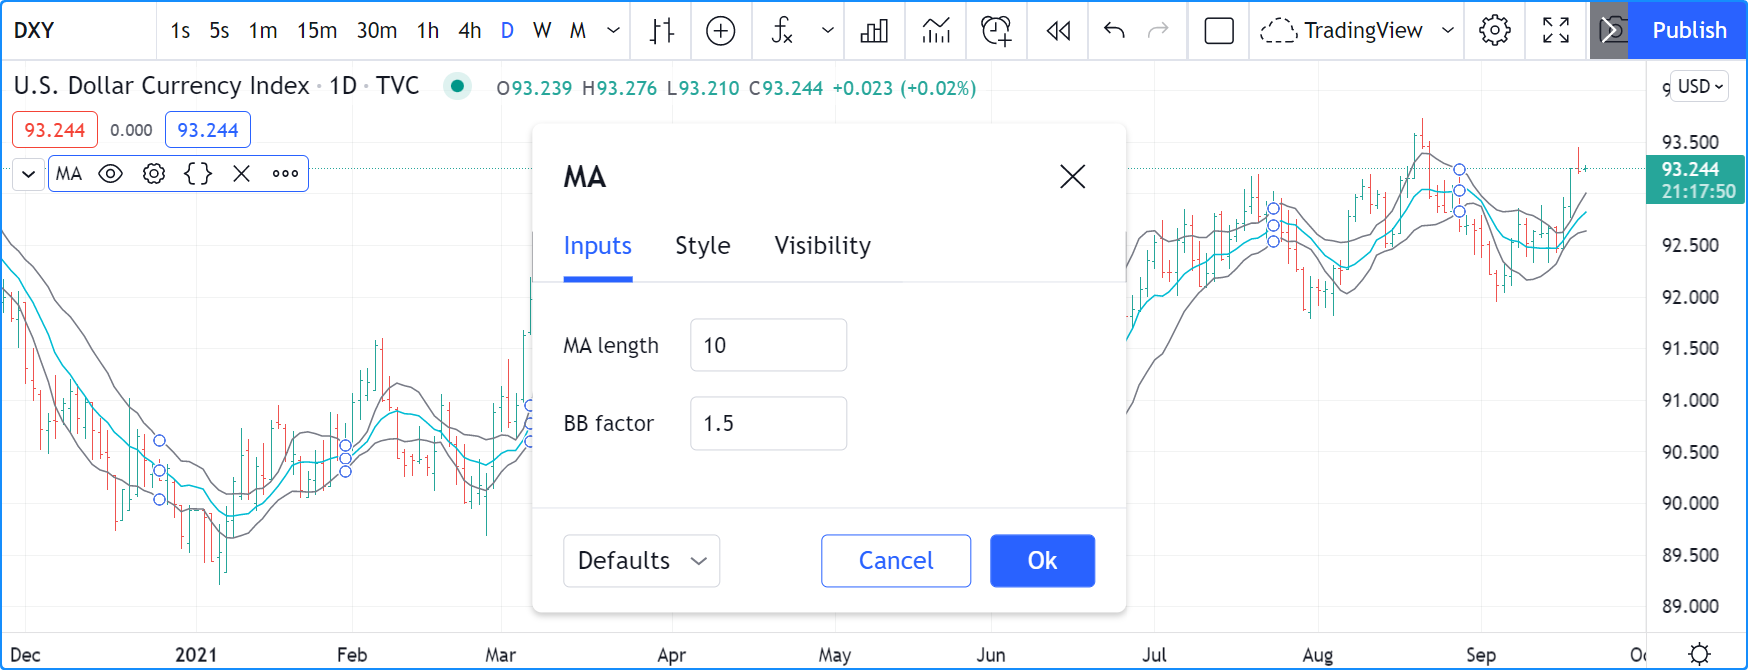 DXY 1s 5s 1m 15m 30m 1h 4h D W M TradingView Publish
U.S. Dollar Currency Index · 1D · TVC O93.239 H93.276 L93.210 C93.244 +0.023 (+0.02%)
USD
93.244 0.000 93.244
MA
MA
Inputs Style Visibility
MA length 10
BB factor 1.5
Defaults Cancel Ok
93.500
93.244
21:17:50
92.500
92.000
91.500
91.000
90.500
90.000
89.500
89.000
Dec 2021 Feb Mar Apr May Jun Jul Aug Sep